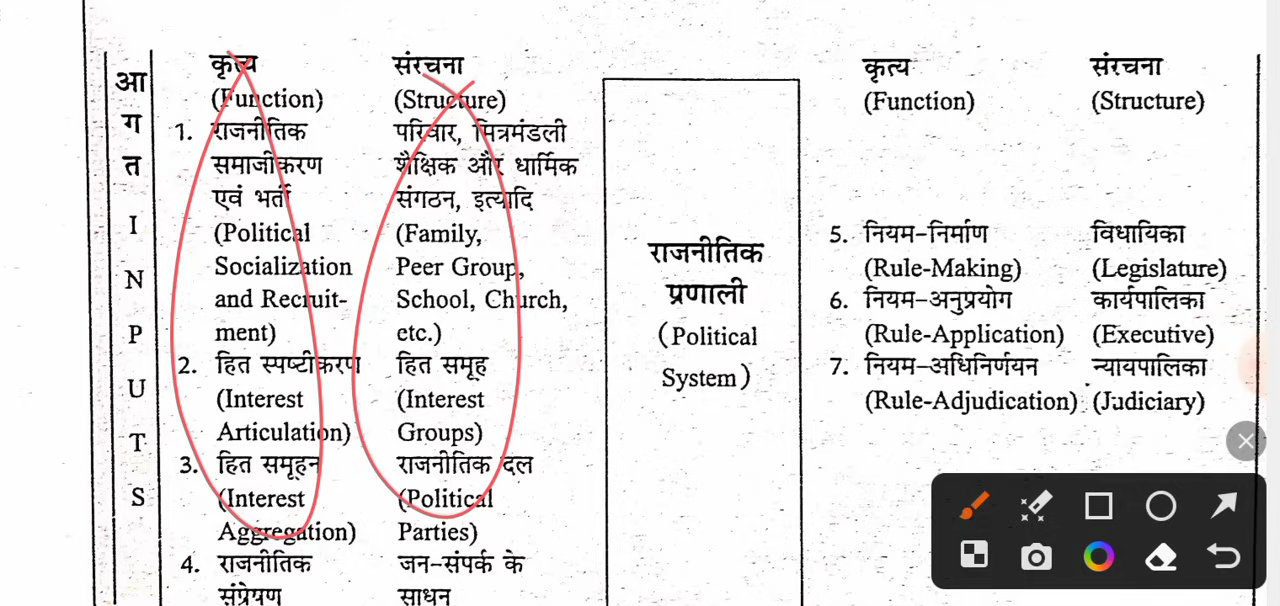 आ
ग
त
I
N
P
U
T
S
कृत्य
(Function)
1. राजनीतिक
समाजीकरण
एवं भर्ती
(Political
Socialization
and Recruit-
ment)
2. हित स्पष्टीकरण
(Interest
Articulation)
3. हित समूहन
(Interest
Aggregation)
4. राजनीतिक
संप्रेषण
संरचना
(Structure)
परिवार, मित्रमंडली
शैक्षिक और धार्मिक
संगठन, इत्यादि
(Family,
Peer Group,
School, Church,
etc.)
हित समूह
(Interest
Groups)
राजनीतिक दल
(Political
Parties)
जन-संपर्क के
साधन
राजनीतिक
प्रणाली
(Political
System)
कृत्य
(Function)
5. नियम-निर्माण
(Rule-Making)
6. नियम-अनुप्रयोग
(Rule-Application)
7. नियम-अधिनिर्णयन
(Rule-Adjudication)
संरचना
(Structure)
विधायिका
(Legislature)
कार्यपालिका
(Executive)
न्यायपालिका
(Judiciary)